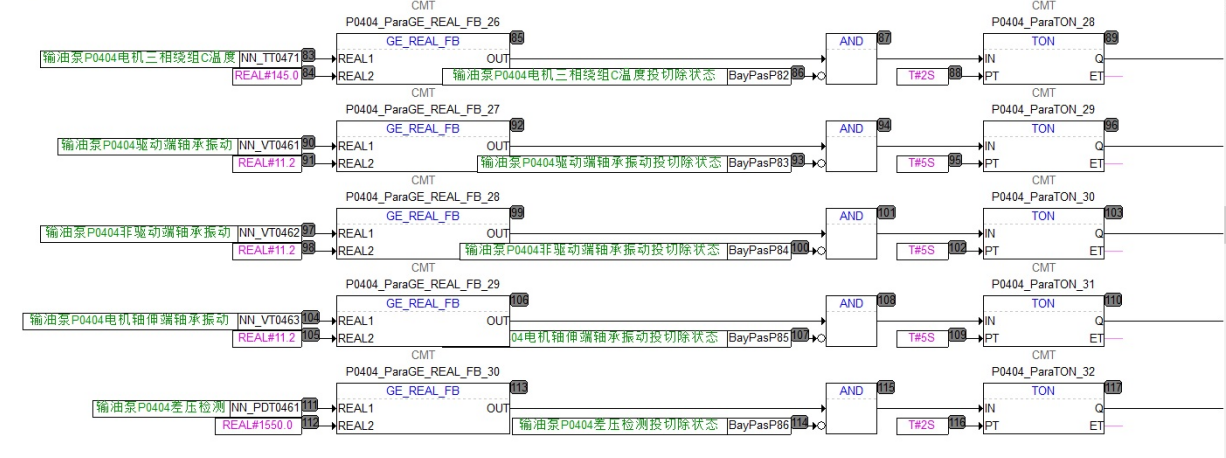 CMT CMT
P0404_ParaGE_REAL_FB_26 P0404_ParaTON_28
GE_REAL_FB 85 AND 87 TON 89
输油泵P0404电机三相绕组C温度 NN_TT0471 83 REAL1 OUT IN Q
REAL#145.0 84 REAL2 输油泵P0404电机三相绕组C温度投切除状态 BayPasP82 86 T#2S 88 PT ET
CMT CMT
P0404_ParaGE_REAL_FB_27 P0404_ParaTON_29
GE_REAL_FB 92 AND 94 TON 96
输油泵P0404驱动端轴承振动 NN_VT0461 90 REAL1 OUT IN Q
REAL#11.2 91 REAL2 输油泵P0404驱动端轴承振动投切除状态 BayPasP83 93 T#5S 95 PT ET
CMT CMT
P0404_ParaGE_REAL_FB_28 P0404_ParaTON_30
GE_REAL_FB 99 AND 101 TON 103
输油泵P0404非驱动端轴承振动 NN_VT0462 97 REAL1 OUT IN Q
REAL#11.2 98 REAL2 输油泵P0404非驱动端轴承振动投切除状态 BayPasP84 100 T#5S 102 PT ET
CMT CMT
P0404_ParaGE_REAL_FB_29 P0404_ParaTON_31
GE_REAL_FB 106 AND 108 TON 110
输油泵P0404电机轴伸端轴承振动 NN_VT0463 104 REAL1 OUT IN Q
REAL#11.2 105 REAL2 04电机轴伸端轴承振动投切除状态 BayPasP85 107 T#5S 109 PT ET
CMT CMT
P0404_ParaGE_REAL_FB_30 P0404_ParaTON_32
GE_REAL_FB 113 AND 115 TON 117
输油泵P0404差压检测 NN_PDT0461 111 REAL1 OUT IN Q
REAL#1550.0 112 REAL2 输油泵P0404差压检测投切除状态 BayPasP86 114 T#2S 116 PT ET